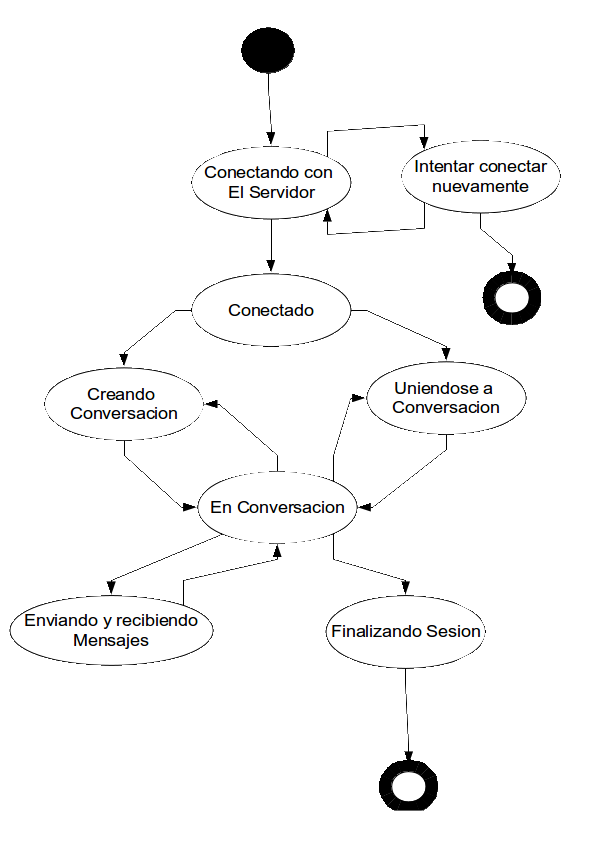 Conectando con
El Servidor
Intentar conectar
nuevamente
Conectado
Creando
Conversacion
Uniendose a
Conversacion
En Conversacion
Enviando y recibiendo
Mensajes
Finalizando Sesion